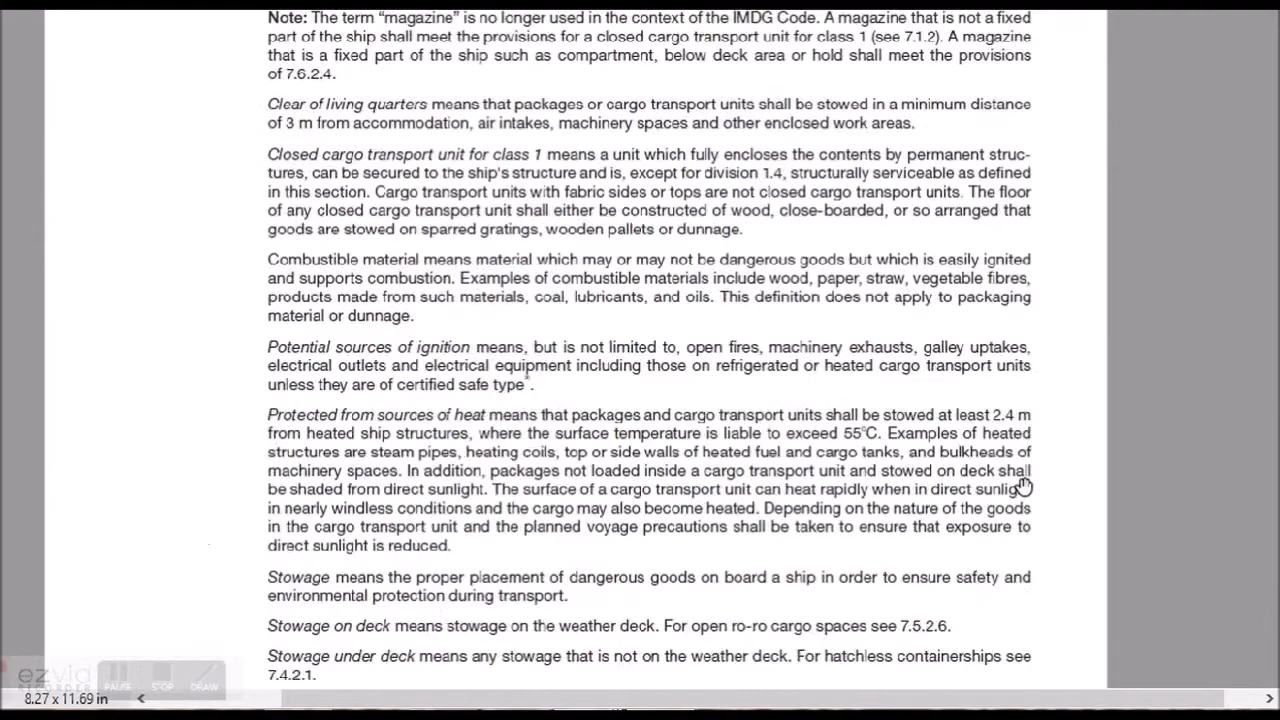 Note: The term “magazine” is no longer used in the context of the IMDG Code. A magazine that is not a fixed
part of the ship shall meet the provisions for a closed cargo transport unit for class 1 (see 7.1.2). A magazine
that is a fixed part of the ship such as compartment, below deck area or hold shall meet the provisions
of 7.6.2.4.
Clear of living quarters means that packages or cargo transport units shall be stowed in a minimum distance
of 3 m from accommodation, air intakes, machinery spaces and other enclosed work areas.
Closed cargo transport unit for class 1 means a unit which fully encloses the contents by permanent struc-
tures, can be secured to the ship's structure and is, except for division 1.4, structurally serviceable as defined
in this section. Cargo transport units with fabric sides or tops are not closed cargo transport units. The floor
of any closed cargo transport unit shall either be constructed of wood, close-boarded, or so arranged that
goods are stowed on sparred gratings, wooden pallets or dunnage.
Combustible material means material which may or may not be dangerous goods but which is easily ignited
and supports combustion. Examples of combustible materials include wood, paper, straw, vegetable fibres,
products made from such materials, coal, lubricants, and oils. This definition does not apply to packaging
material or dunnage.
Potential sources of ignition means, but is not limited to, open fires, machinery exhausts, galley uptakes,
electrical outlets and electrical equipment including those on refrigerated or heated cargo transport units
unless they are of certified safe type*.
Protected from sources of heat means that packages and cargo transport units shall be stowed at least 2.4 m
from heated ship structures, where the surface temperature is liable to exceed 55°C. Examples of heated
structures are steam pipes, heating coils, top or side walls of heated fuel and cargo tanks, and bulkheads of
machinery spaces. In addition, packages not loaded inside a cargo transport unit and stowed on deck shall
be shaded from direct sunlight. The surface of a cargo transport unit can heat rapidly when in direct sunlig
in nearly windless conditions and the cargo may also become heated. Depending on the nature of the goods
in the cargo transport unit and the planned voyage precautions shall be taken to ensure that exposure to
direct sunlight is reduced.
Stowage means the proper placement of dangerous goods on board a ship in order to ensure safety and
environmental protection during transport.
Stowage on deck means stowage on the weather deck. For open ro-ro cargo spaces see 7.5.2.6.
Stowage under deck means any stowage that is not on the weather deck. For hatchless containerships see
7.4.2.1.
ezvid
RECORDER
PAUSE STOP DRAW
8.27 x 11.69 in